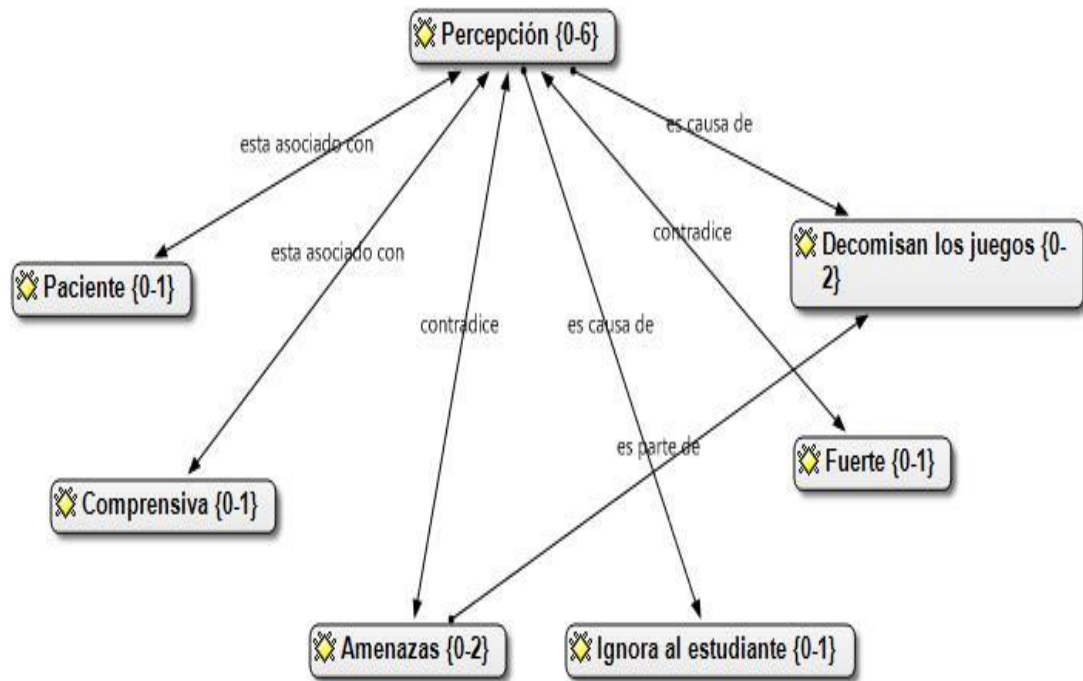 Percepción {0-6}
esta asociado con
es causa de
esta asociado con
contradice
Decomisan los juegos {0-
2}
Paciente {0-1}
contradice
es causa de
es parte de
Fuerte {0-1}
Comprensiva {0-1}
Amenazas {0-2}
Ignora al estudiante {0-1}